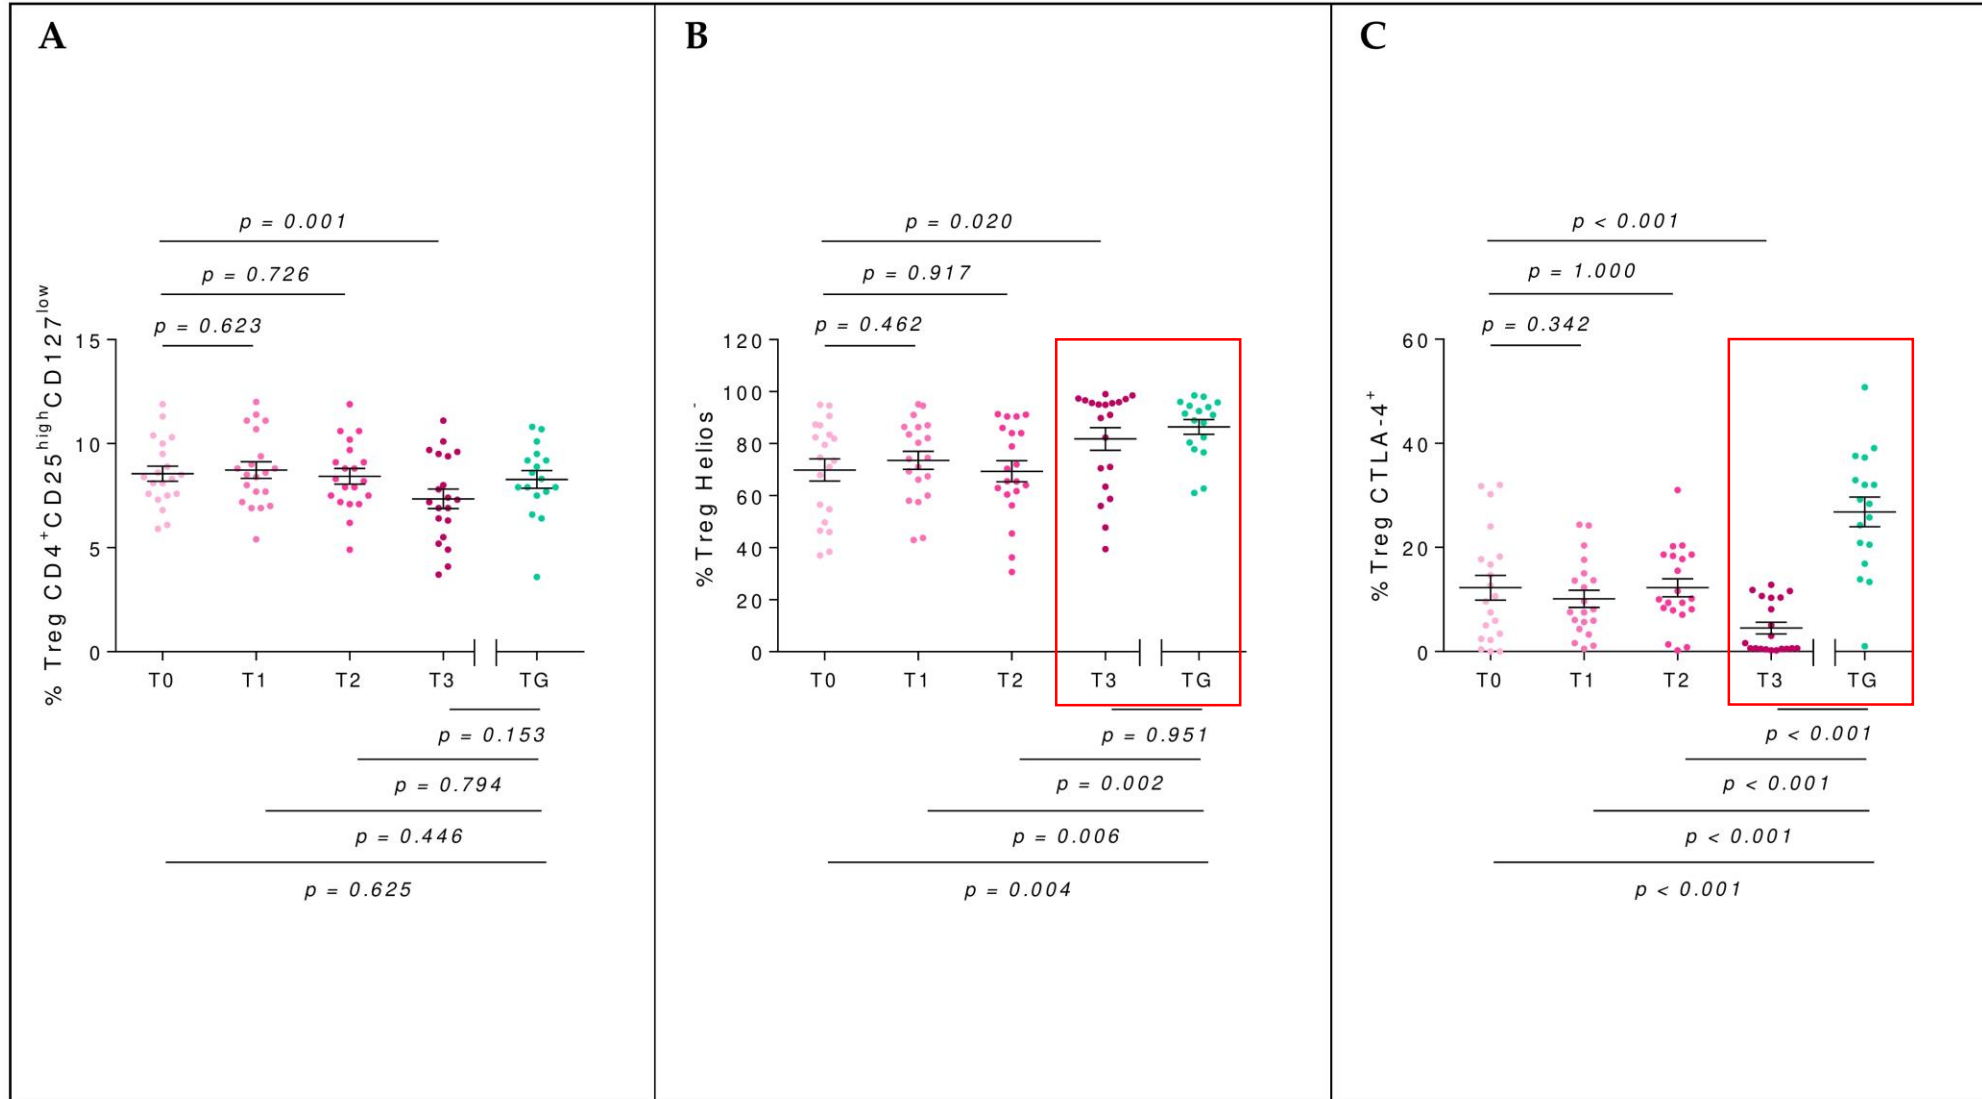 A
p = 0.001
p = 0.726
p = 0.623
% Treg CD4+CD25highCD127low
15
10
5
0
T0 T1 T2 T3 TG
p = 0.153
p = 0.794
p = 0.446
p = 0.625
B
p = 0.020
p = 0.917
p = 0.462
% Treg Helios-
120
100
80
60
40
20
0
T0 T1 T2 T3 TG
p = 0.951
p = 0.002
p = 0.006
p = 0.004
C
p < 0.001
p = 1.000
p = 0.342
% Treg CTLA-4+
60
40
20
0
T0 T1 T2 T3 TG
p < 0.001
p < 0.001
p < 0.001
p < 0.001